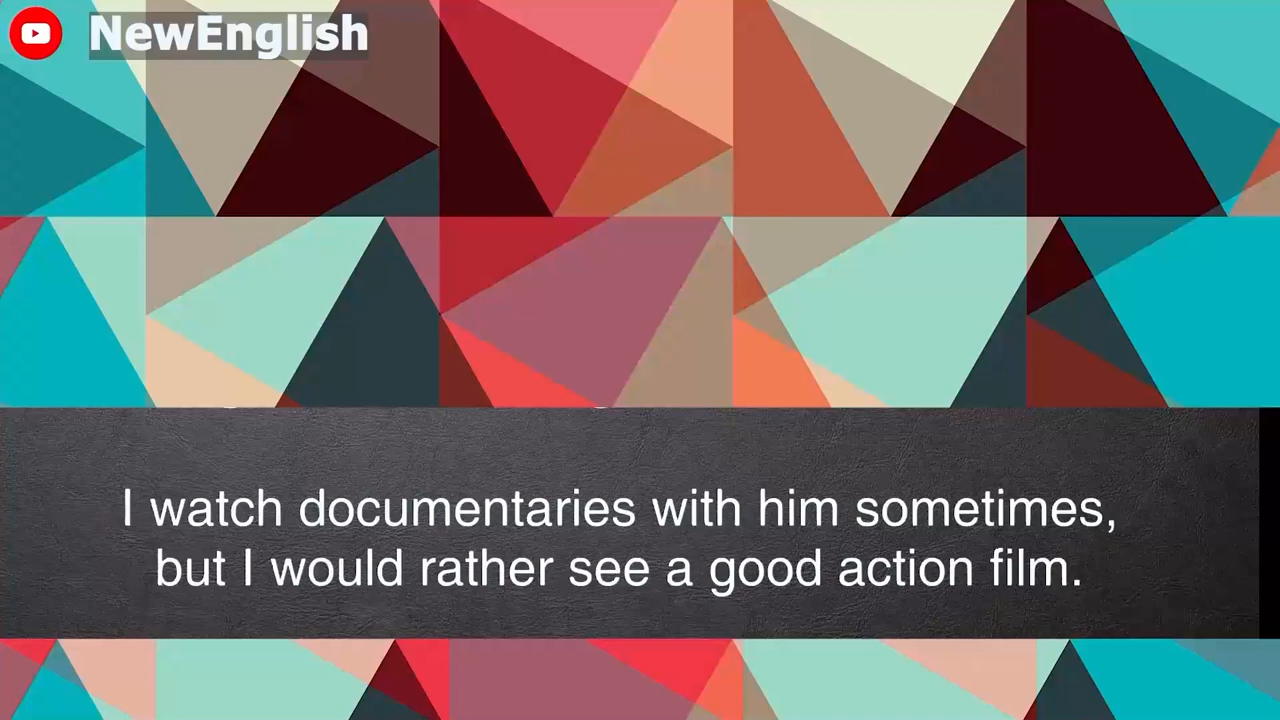 NewEnglish
I watch documentaries with him sometimes,
but I would rather see a good action film.